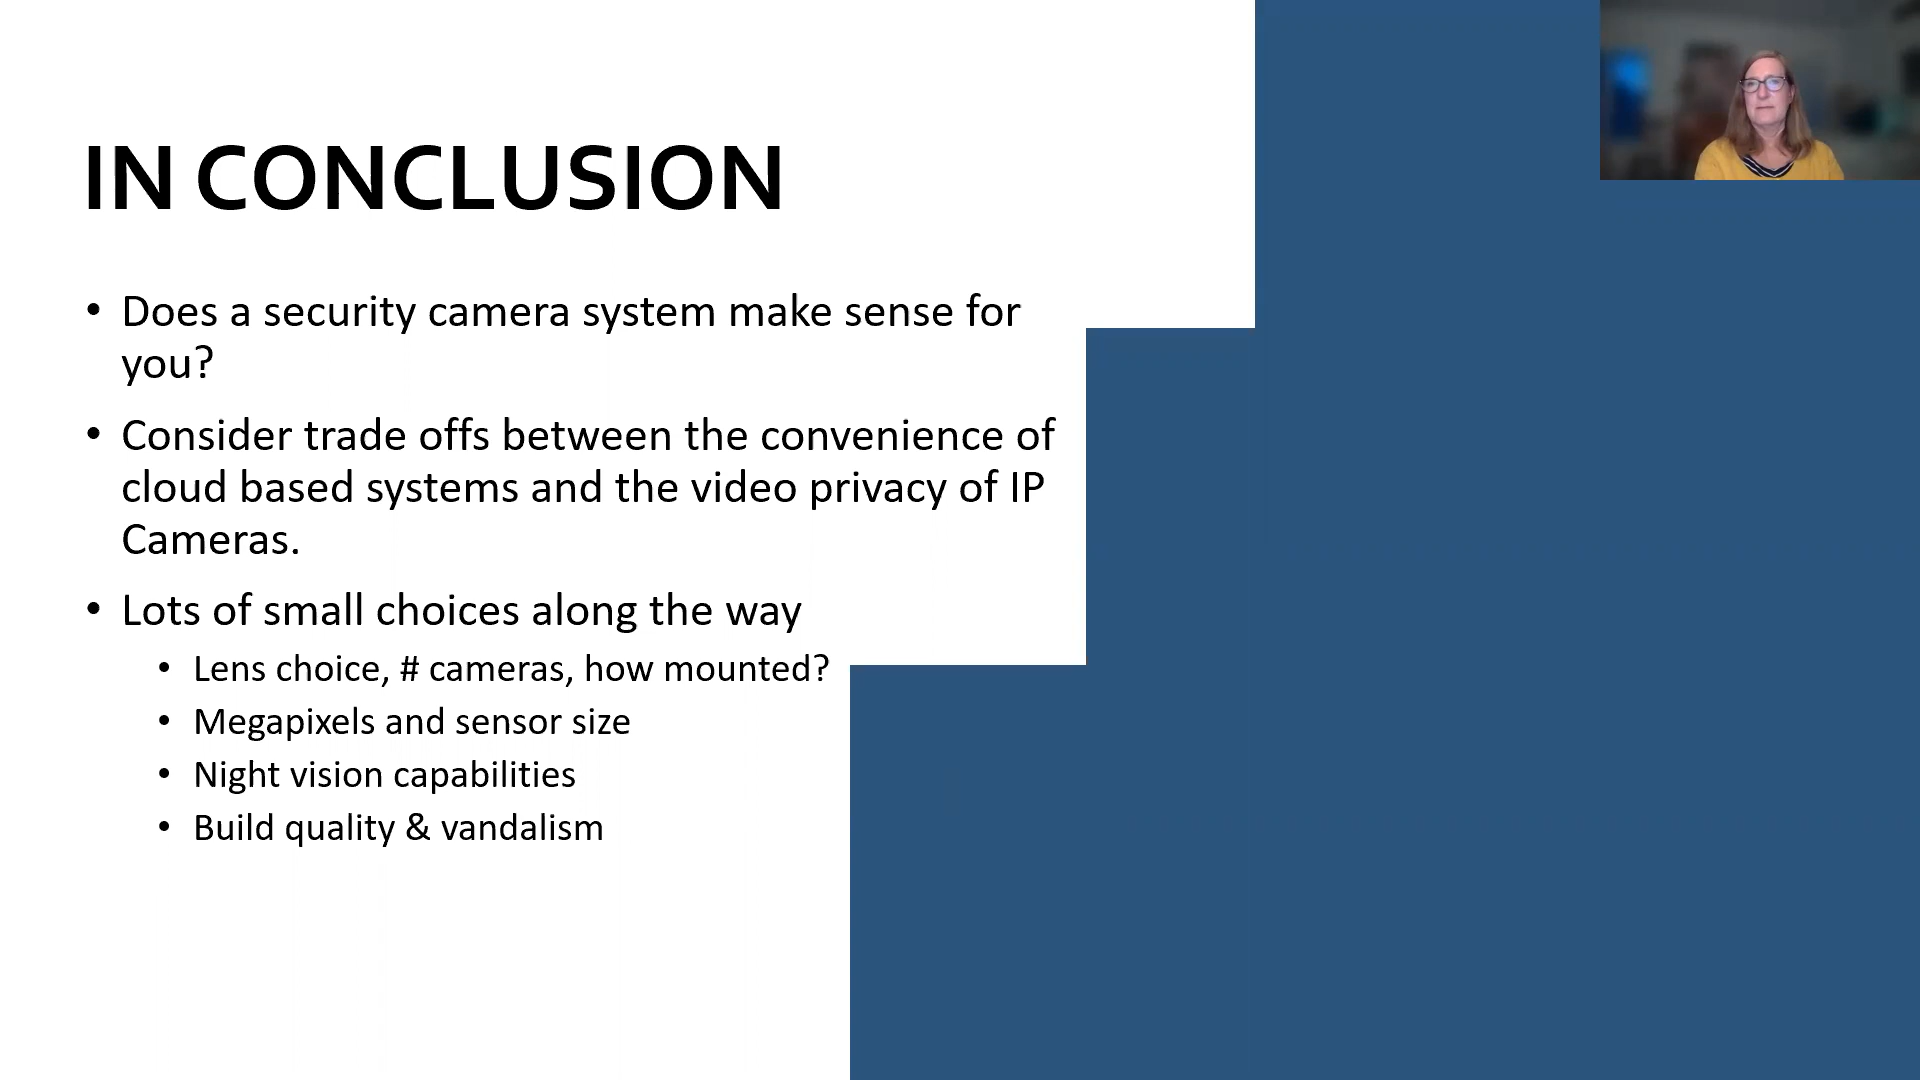 IN CONCLUSION
• Does a security camera system make sense for
you?
• Consider trade offs between the convenience of
cloud based systems and the video privacy of IP
Cameras.
• Lots of small choices along the way
• Lens choice, # cameras, how mounted?
• Megapixels and sensor size
• Night vision capabilities
• Build quality & vandalism